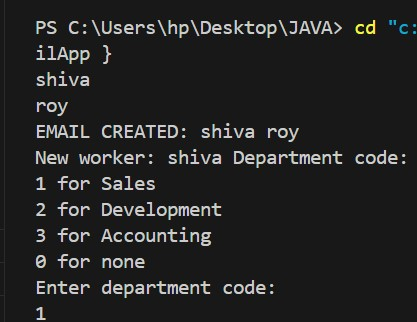 PS C:\Users\hp\Desktop\JAVA> cd "c:
ilApp }
shiva
roy
EMAIL CREATED: shiva roy
New worker: shiva Department code:
1 for Sales
2 for Development
3 for Accounting
0 for none
Enter department code:
1